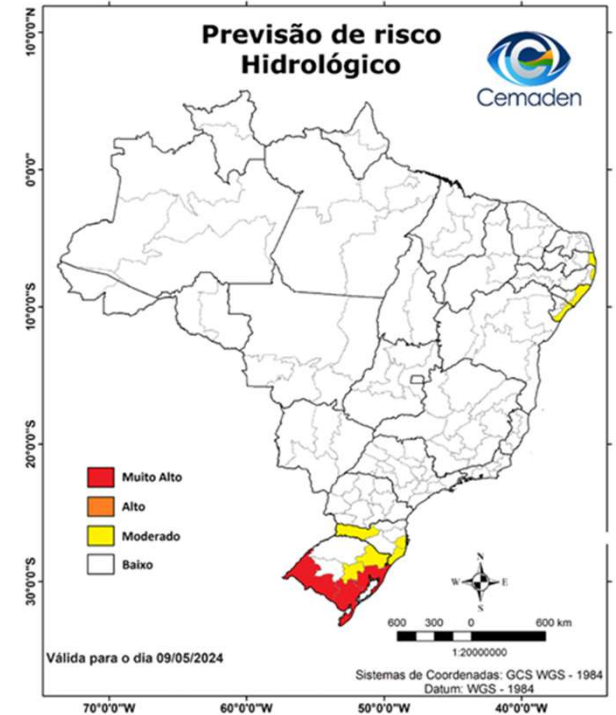 Previsão de risco
Hidrológico
Cemaden
10°0'0"N
0°0'0"
10°0'0"S
20°0'0"S
30°0'0"S
Muito Alto
Alto
Moderado
Baixo
N
W E
S
600 300 0 600 km
1:20000000
Válida para o dia 09/05/2024
Sistemas de Coordenadas: GCS WGS - 1984
Datum: WGS - 1984
70°0'0"W 60°0'0"W 50°0'0"W 40°0'0"W